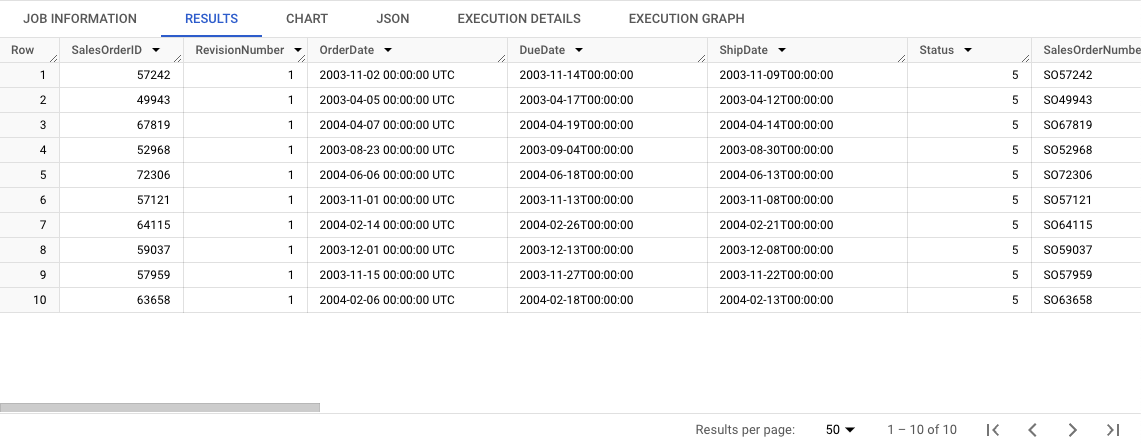 JOB INFORMATION RESULTS CHART JSON EXECUTION DETAILS EXECUTION GRAPH
Row SalesOrderID RevisionNumber OrderDate DueDate ShipDate Status SalesOrderNumbe
1 57242 1 2003-11-02 00:00:00 UTC 2003-11-14T00:00:00 2003-11-09T00:00:00 5 SO57242
2 49943 1 2003-04-05 00:00:00 UTC 2003-04-17T00:00:00 2003-04-12T00:00:00 5 SO49943
3 67819 1 2004-04-07 00:00:00 UTC 2004-04-19T00:00:00 2004-04-14T00:00:00 5 SO67819
4 52968 1 2003-08-23 00:00:00 UTC 2003-09-04T00:00:00 2003-08-30T00:00:00 5 SO52968
5 72306 1 2004-06-06 00:00:00 UTC 2004-06-18T00:00:00 2004-06-13T00:00:00 5 SO72306
6 57121 1 2003-11-01 00:00:00 UTC 2003-11-13T00:00:00 2003-11-08T00:00:00 5 SO57121
7 64115 1 2004-02-14 00:00:00 UTC 2004-02-26T00:00:00 2004-02-21T00:00:00 5 SO64115
8 59037 1 2003-12-01 00:00:00 UTC 2003-12-13T00:00:00 2003-12-08T00:00:00 5 SO59037
9 57959 1 2003-11-15 00:00:00 UTC 2003-11-27T00:00:00 2003-11-22T00:00:00 5 SO57959
10 63658 1 2004-02-06 00:00:00 UTC 2004-02-18T00:00:00 2004-02-13T00:00:00 5 SO63658
Results per page: 50 1 – 10 of 10